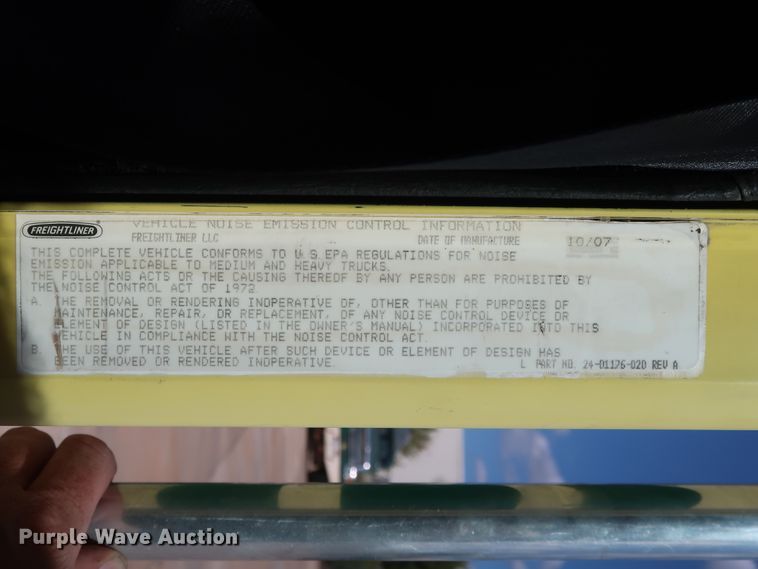 FREIGHTLINER
VEHICLE NOISE EMISSION CONTROL INFORMATION
FREIGHTLINER LLC DATE OF MANUFACTURE 10/07
THIS COMPLETE VEHICLE CONFORMS TO U.S.EPA REGULATIONS FOR NOISE
EMISSION APPLICABLE TO MEDIUM AND HEAVY TRUCKS.
THE FOLLOWING ACTS OR THE CAUSING THEREOF BY ANY PERSON ARE PROHIBITED BY
THE NOISE CONTROL ACT OF 1972
A. THE REMOVAL OR RENDERING INOPERATIVE OF, OTHER THAN FOR PURPOSES OF
MAINTENANCE, REPAIR, OR REPLACEMENT, OF ANY NOISE CONTROL DEVICE OR
ELEMENT OF DESIGN (LISTED IN THE OWNER'S MANUAL) INCORPORATED INTO THIS
VEHICLE IN COMPLIANCE WITH THE NOISE CONTROL ACT.
B. THE USE OF THIS VEHICLE AFTER SUCH DEVICE OR ELEMENT OF DESIGN HAS
BEEN REMOVED OR RENDERED INOPERATIVE.
L PART NO. 24-01176-020 REV A
Purple Wave Auction